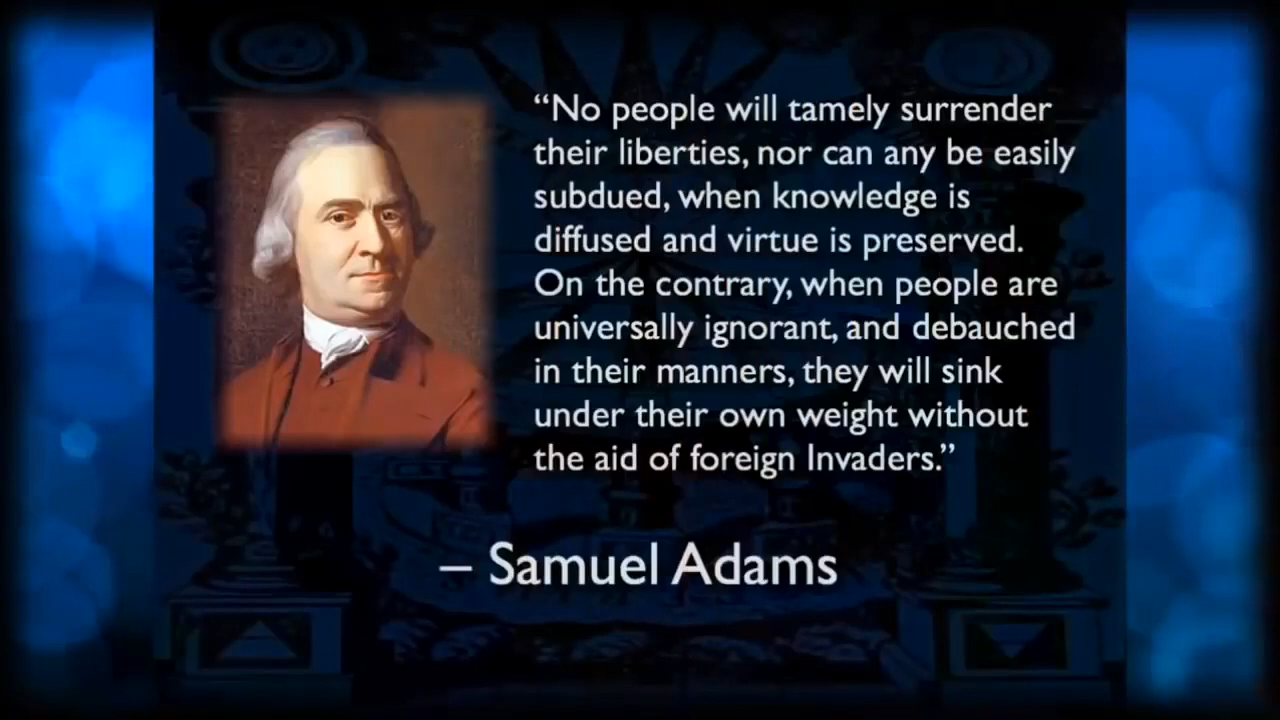 “No people will tamely surrender
their liberties, nor can any be easily
subdued, when knowledge is
diffused and virtue is preserved.
On the contrary, when people are
universally ignorant, and debauched
in their manners, they will sink
under their own weight without
the aid of foreign Invaders.”
– Samuel Adams